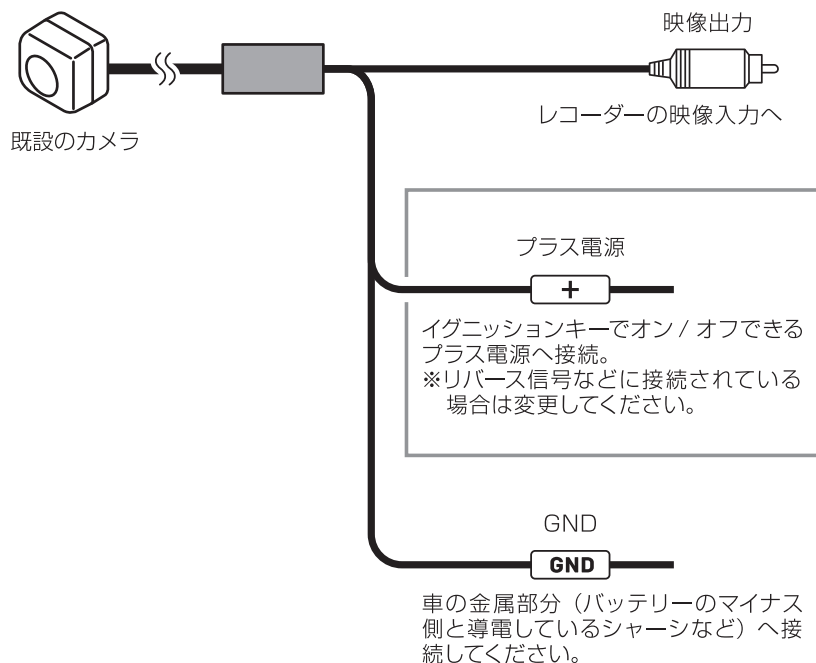 映像出力
レコーダーの映像入力へ
既設のカメラ
プラス電源
+
イグニッションキーでオン / オフできる
プラス電源へ接続。
※リバース信号などに接続されている
場合は変更してください。
GND
GND
車の金属部分（バッテリーのマイナス
側と導電しているシャーシなど）へ接
続してください。